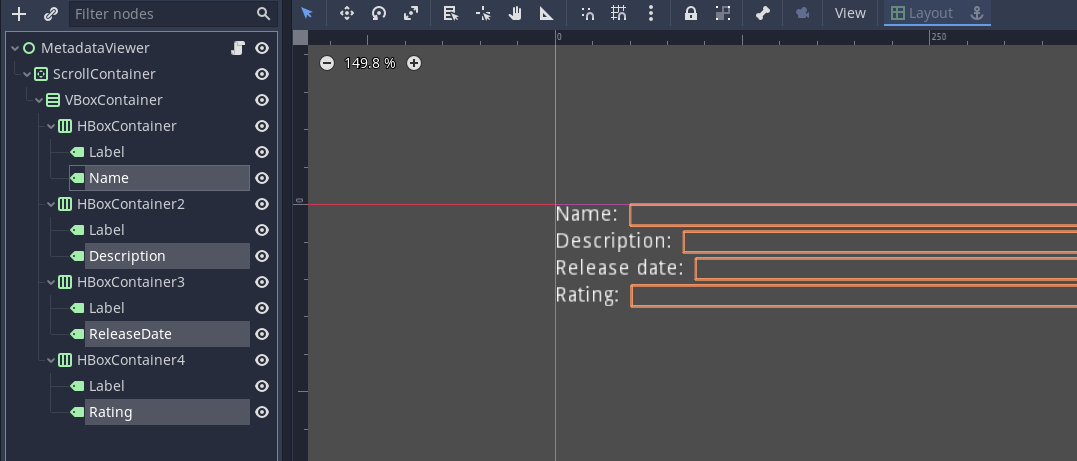 Filter nodes
View
Layout
MetadataViewer
ScrollContainer
VBoxContainer
HBoxContainer
Label
Name
HBoxContainer2
Label
Description
HBoxContainer3
Label
ReleaseDate
HBoxContainer4
Label
Rating
0
250
149.8 %
0
Name:
Description:
Release date:
Rating: